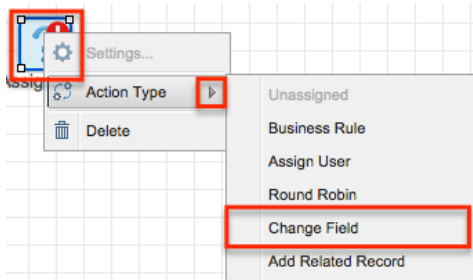 Settings...
Action Type
Delete
Unassigned
Business Rule
Assign User
Round Robin
Change Field
Add Related Record